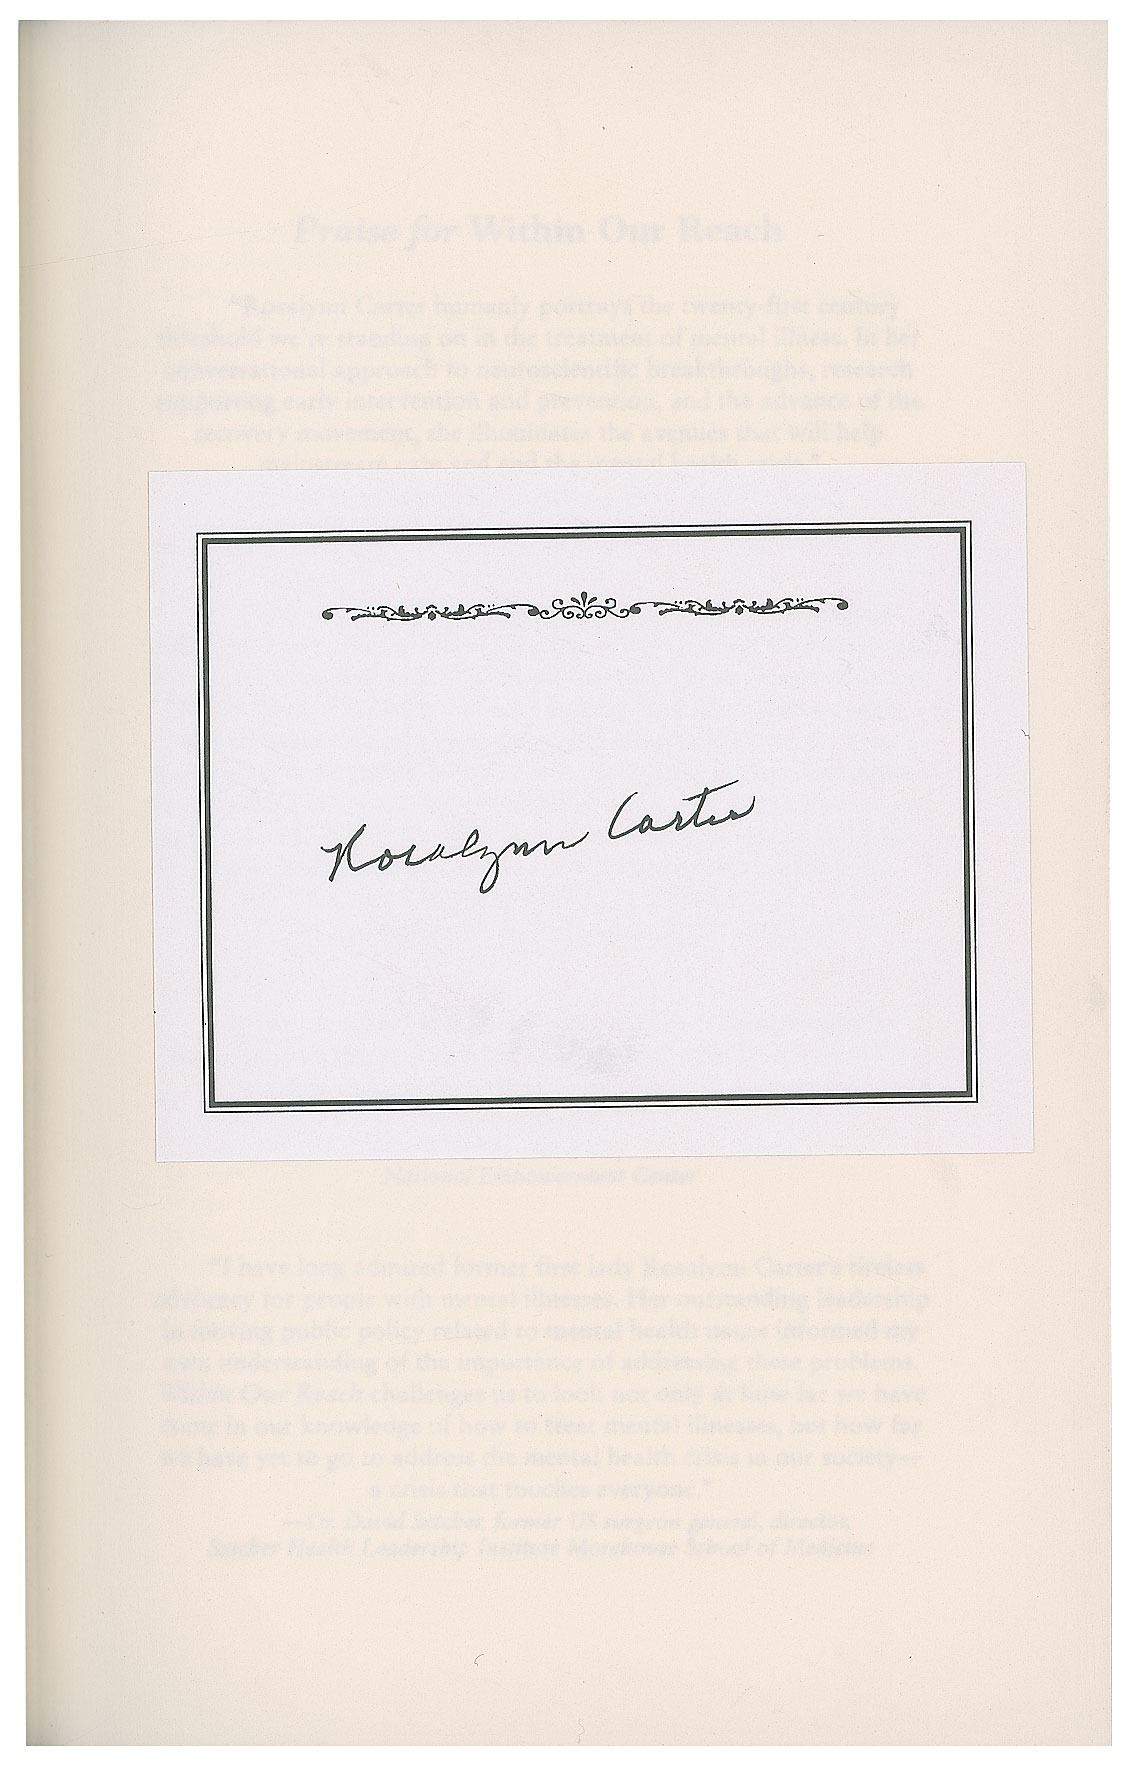 Praise for Within Our Reach
"Rosalynn Carter humanly portrays the twenty-first century
threshold we're standing on in the treatment of mental illness. In her
conversational approach to neuroscientific breakthroughs, research
supporting early intervention and prevention, and the advance of the
recovery movement, she illuminates the avenues that will help
mainstream care and end the mental health crisis."
Rosalynn Carter
National Empowerment Center
"I have long admired former first lady Rosalynn Carter's tireless
advocacy for people with mental illnesses. Her outstanding leadership
in moving public policy related to mental health issues informed my
own understanding of the importance of addressing these problems.
Within Our Reach challenges us to look not only at how far we have
come in our knowledge of how to treat mental illnesses, but how far
we have yet to go to address the mental health crisis in our society—
a crisis that touches everyone."
—Dr. David Satcher, former US surgeon general, director,
Satcher Health Leadership Institute Morehouse School of Medicine